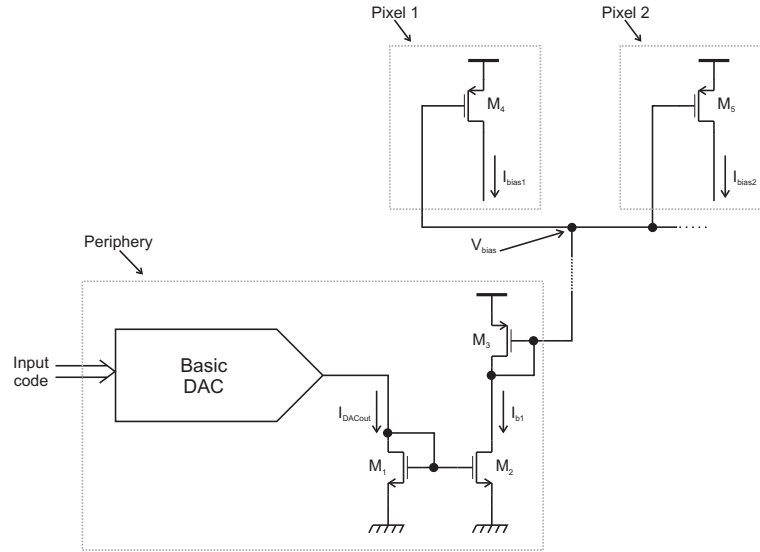 Pixel 1
Pixel 2
M4
M5
Ibias1
Ibias2
Vbias
Periphery
M3
Input
code
Basic
DAC
IDACout
Ib1
M1
M2